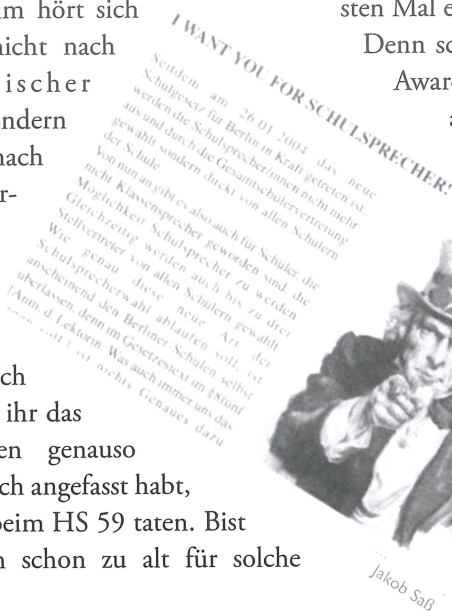 im hört sich
nicht nach
ischer
ndern
nach
r-
ch
ihr das
en genauso
ch angefasst habt,
beim HS 59 taten. Bist
n schon zu alt für solche
sten Mal e
Denn sc
Award
I WANT YOU FOR SCHULSPRECHER!
Seitdem am 26.01.2004 das neue
Schulgesetz für Berlin in Kraft getreten ist,
werden die Schulsprecher/innen nicht mehr
aus und durch die Gesamtschülervertretung
gewählt sondern direkt von allen Schülern
der Schule.
Von nun an gibt es also auch für Schüler, die
nicht Klassensprecher geworden sind, die
Möglichkeit Schulsprecher zu werden.
Gleichzeitig werden auch bis zu drei
Stellvertreter von allen Schülern gewählt.
Wie genau diese neue Art der
Schulsprecherwahl ablaufen soll, ist
anscheinend den Berliner Schulen selbst
überlassen, denn im Gesetzestext im §85
[Anm. d. Lektorin: Was auch immer uns das
ist nichts Genaues dazu
Jakob Saß